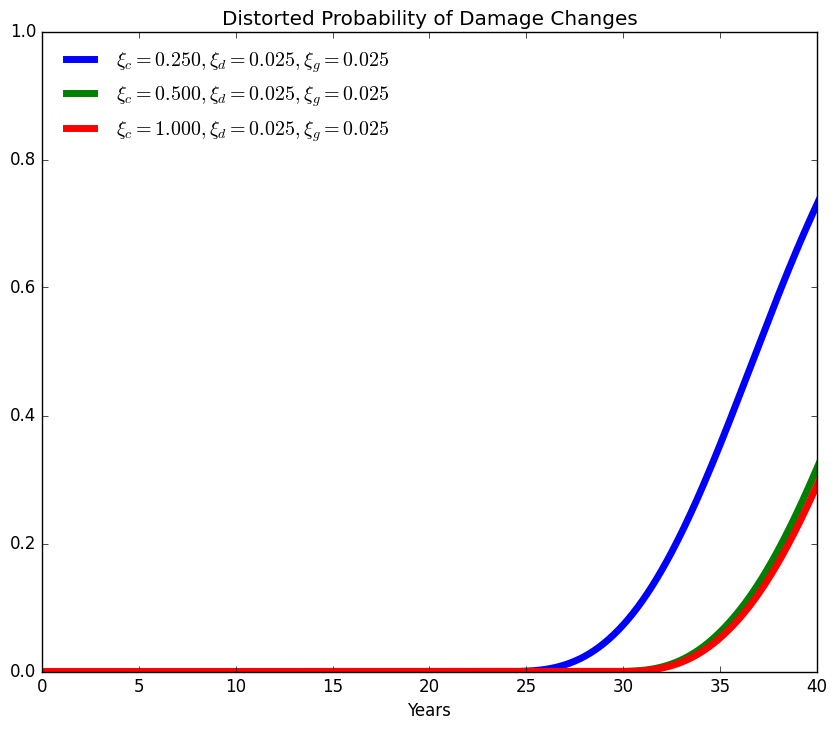 Distorted Probability of Damage Changes
1.0
0.8
0.6
0.4
0.2
0.0
ξ_c = 0.250, ξ_d = 0.025, ξ_g = 0.025
ξ_c = 0.500, ξ_d = 0.025, ξ_g = 0.025
ξ_c = 1.000, ξ_d = 0.025, ξ_g = 0.025
0 5 10 15 20 25 30 35 40
Years